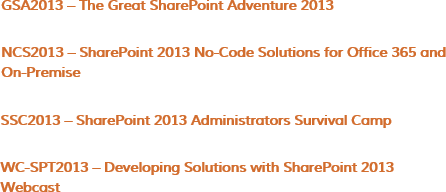 GSA2013 – The Great SharePoint Adventure 2013
NCS2013 – SharePoint 2013 No-Code Solutions for Office 365 and
On-Premise
SSC2013 – SharePoint 2013 Administrators Survival Camp
WC-SPT2013 – Developing Solutions with SharePoint 2013
Webcast